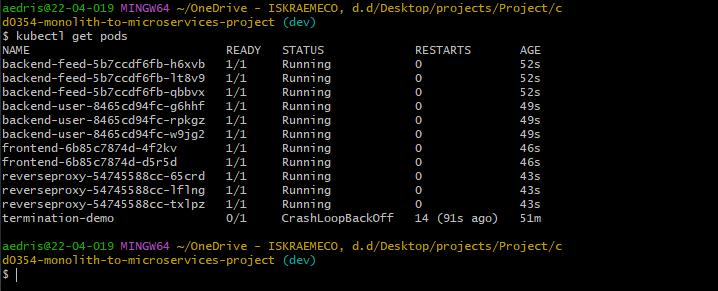 aedris@22-04-019 MINGW64 ~/OneDrive - ISKRAEMECO, d.d/Desktop/projects/Project/c
d0354-monolith-to-microservices-project (dev)
$ kubectl get pods
NAME READY STATUS RESTARTS AGE
backend-feed-5b7ccdf6fb-h6xvb 1/1 Running 0 52s
backend-feed-5b7ccdf6fb-lt8v9 1/1 Running 0 52s
backend-feed-5b7ccdf6fb-qbbvx 1/1 Running 0 52s
backend-user-8465cd94fc-g6hhf 1/1 Running 0 49s
backend-user-8465cd94fc-rpkgz 1/1 Running 0 49s
backend-user-8465cd94fc-w9jg2 1/1 Running 0 49s
frontend-6b85c7874d-4f2kv 1/1 Running 0 46s
frontend-6b85c7874d-d5r5d 1/1 Running 0 46s
reverseproxy-54745588cc-65crd 1/1 Running 0 43s
reverseproxy-54745588cc-lflng 1/1 Running 0 43s
reverseproxy-54745588cc-txlpz 1/1 Running 0 43s
termination-demo 0/1 CrashLoopBackOff 14 (91s ago) 51m
aedris@22-04-019 MINGW64 ~/OneDrive - ISKRAEMECO, d.d/Desktop/projects/Project/c
d0354-monolith-to-microservices-project (dev)
$